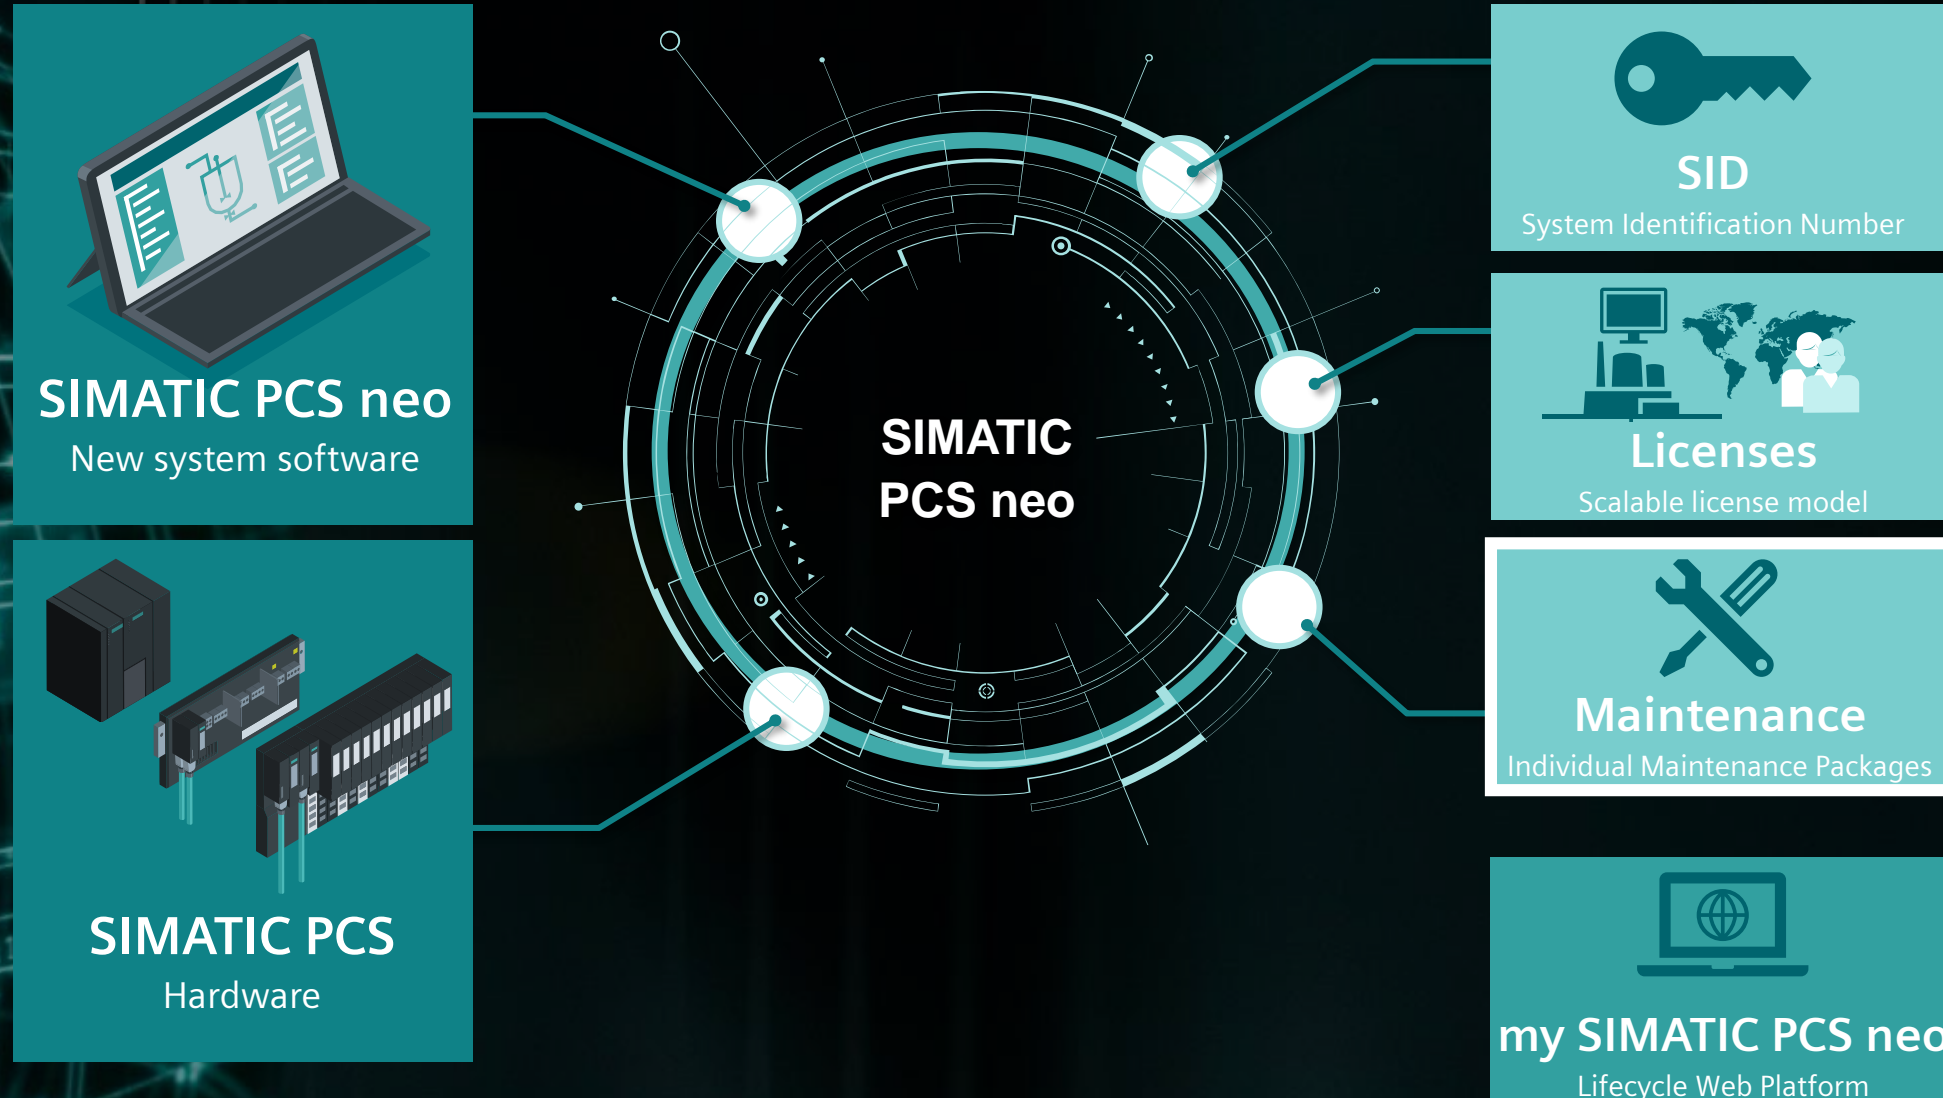 SIMATIC PCS neo
New system software
SIMATIC PCS
Hardware
SIMATIC
PCS neo
SID
System Identification Number
Licenses
Scalable license model
Maintenance
Individual Maintenance Packages
my SIMATIC PCS neo
Lifecycle Web Platform